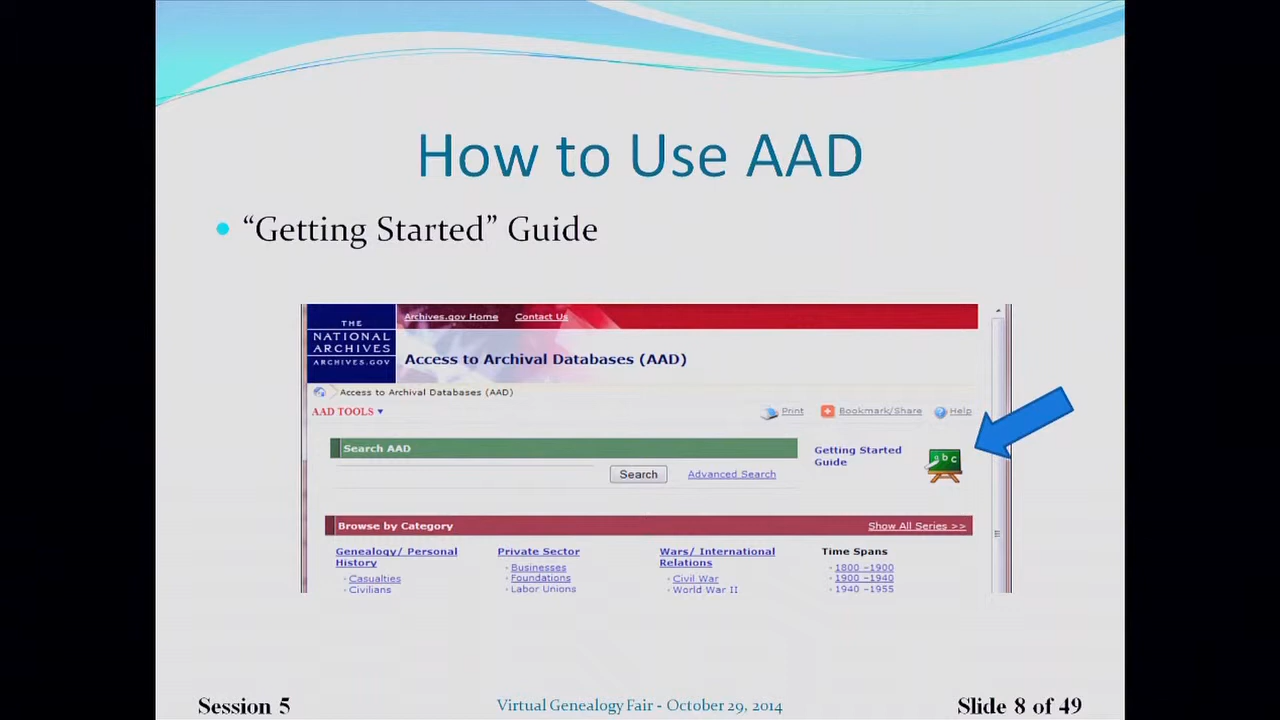 How to Use AAD
• “Getting Started” Guide
THE
NATIONAL
ARCHIVES
ARCHIVES.GOV
Archives.gov Home Contact Us
Access to Archival Databases (AAD)
Access to Archival Databases (AAD)
AAD TOOLS
Print Bookmark/Share Help
Search AAD
Getting Started
Guide
abc
Search Advanced Search
Browse by Category Show All Series >>
Genealogy/ Personal
History
Casualties
Civilians
Private Sector
Businesses
Foundations
Labor Unions
Wars/ International
Relations
Civil War
World War II
Time Spans
1800 –1900
1900 –1940
1940 –1955
Session 5 Virtual Genealogy Fair - October 29, 2014 Slide 8 of 49